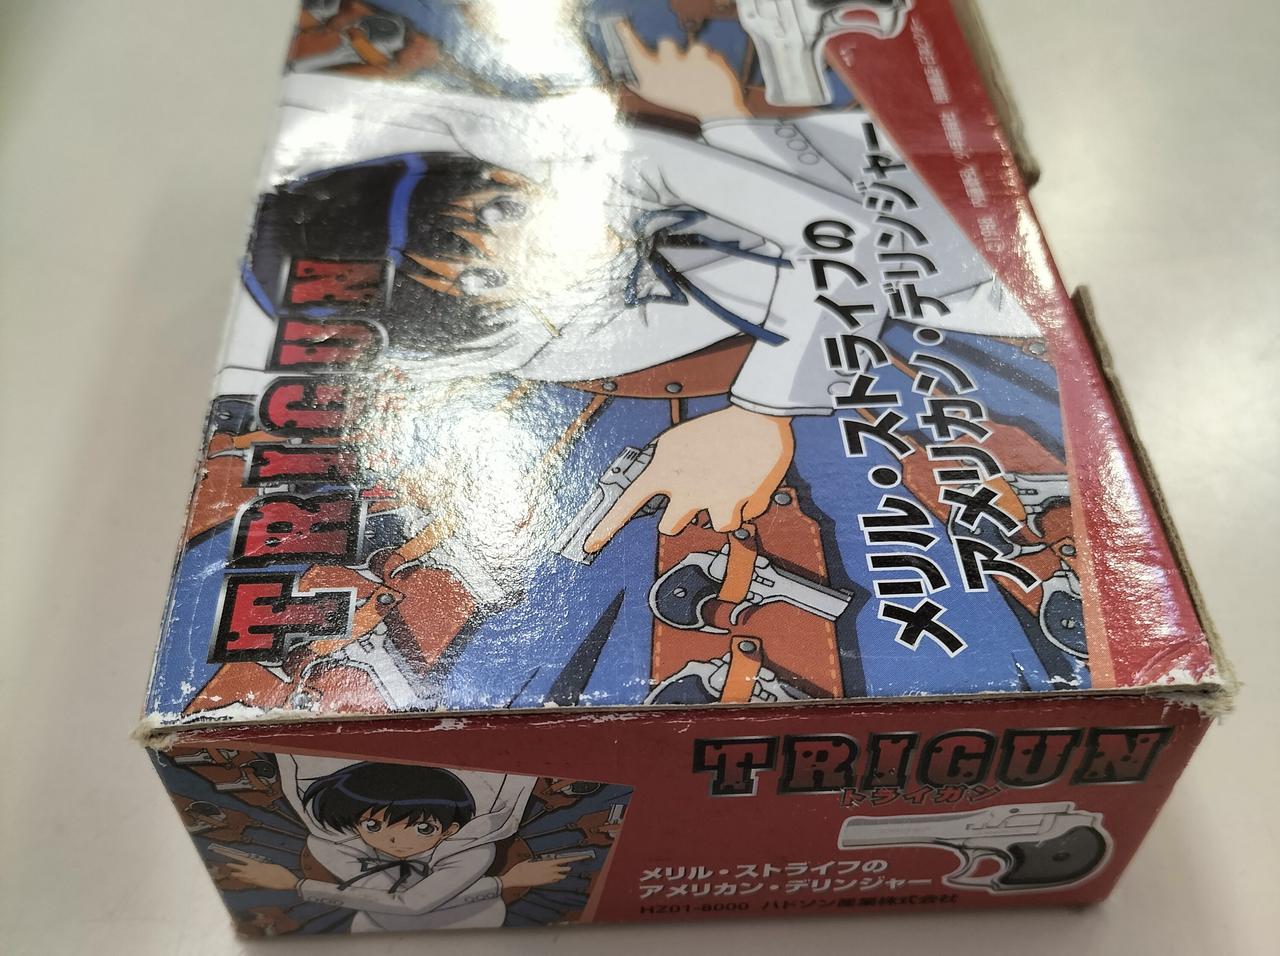 TRIGUN
メリル・ストライフの
アメリカン・デリンジャー
TRIGUN
トライガン
メリル・ストライフの
アメリカン・デリンジャー
HZ01-8000 ハドソン産業株式会社